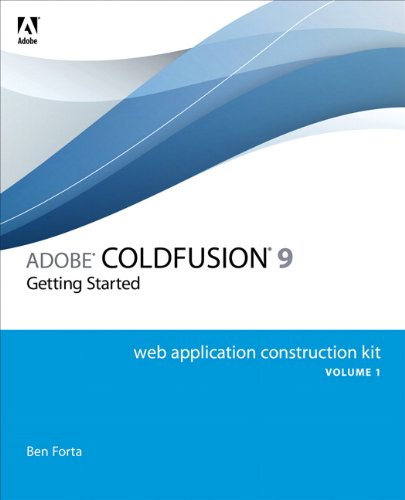 Adobe
ADOBE® COLDFUSION® 9
Getting Started
web application construction kit
VOLUME 1
Ben Forta